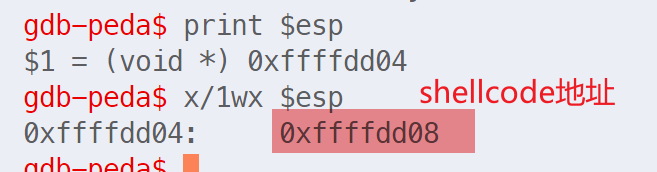 gdb-peda$ print $esp
$1 = (void *) 0xffffdd04
gdb-peda$ x/1wx $esp shellcode地址
0xffffdd04: 0xffffdd08
gdb-peda$